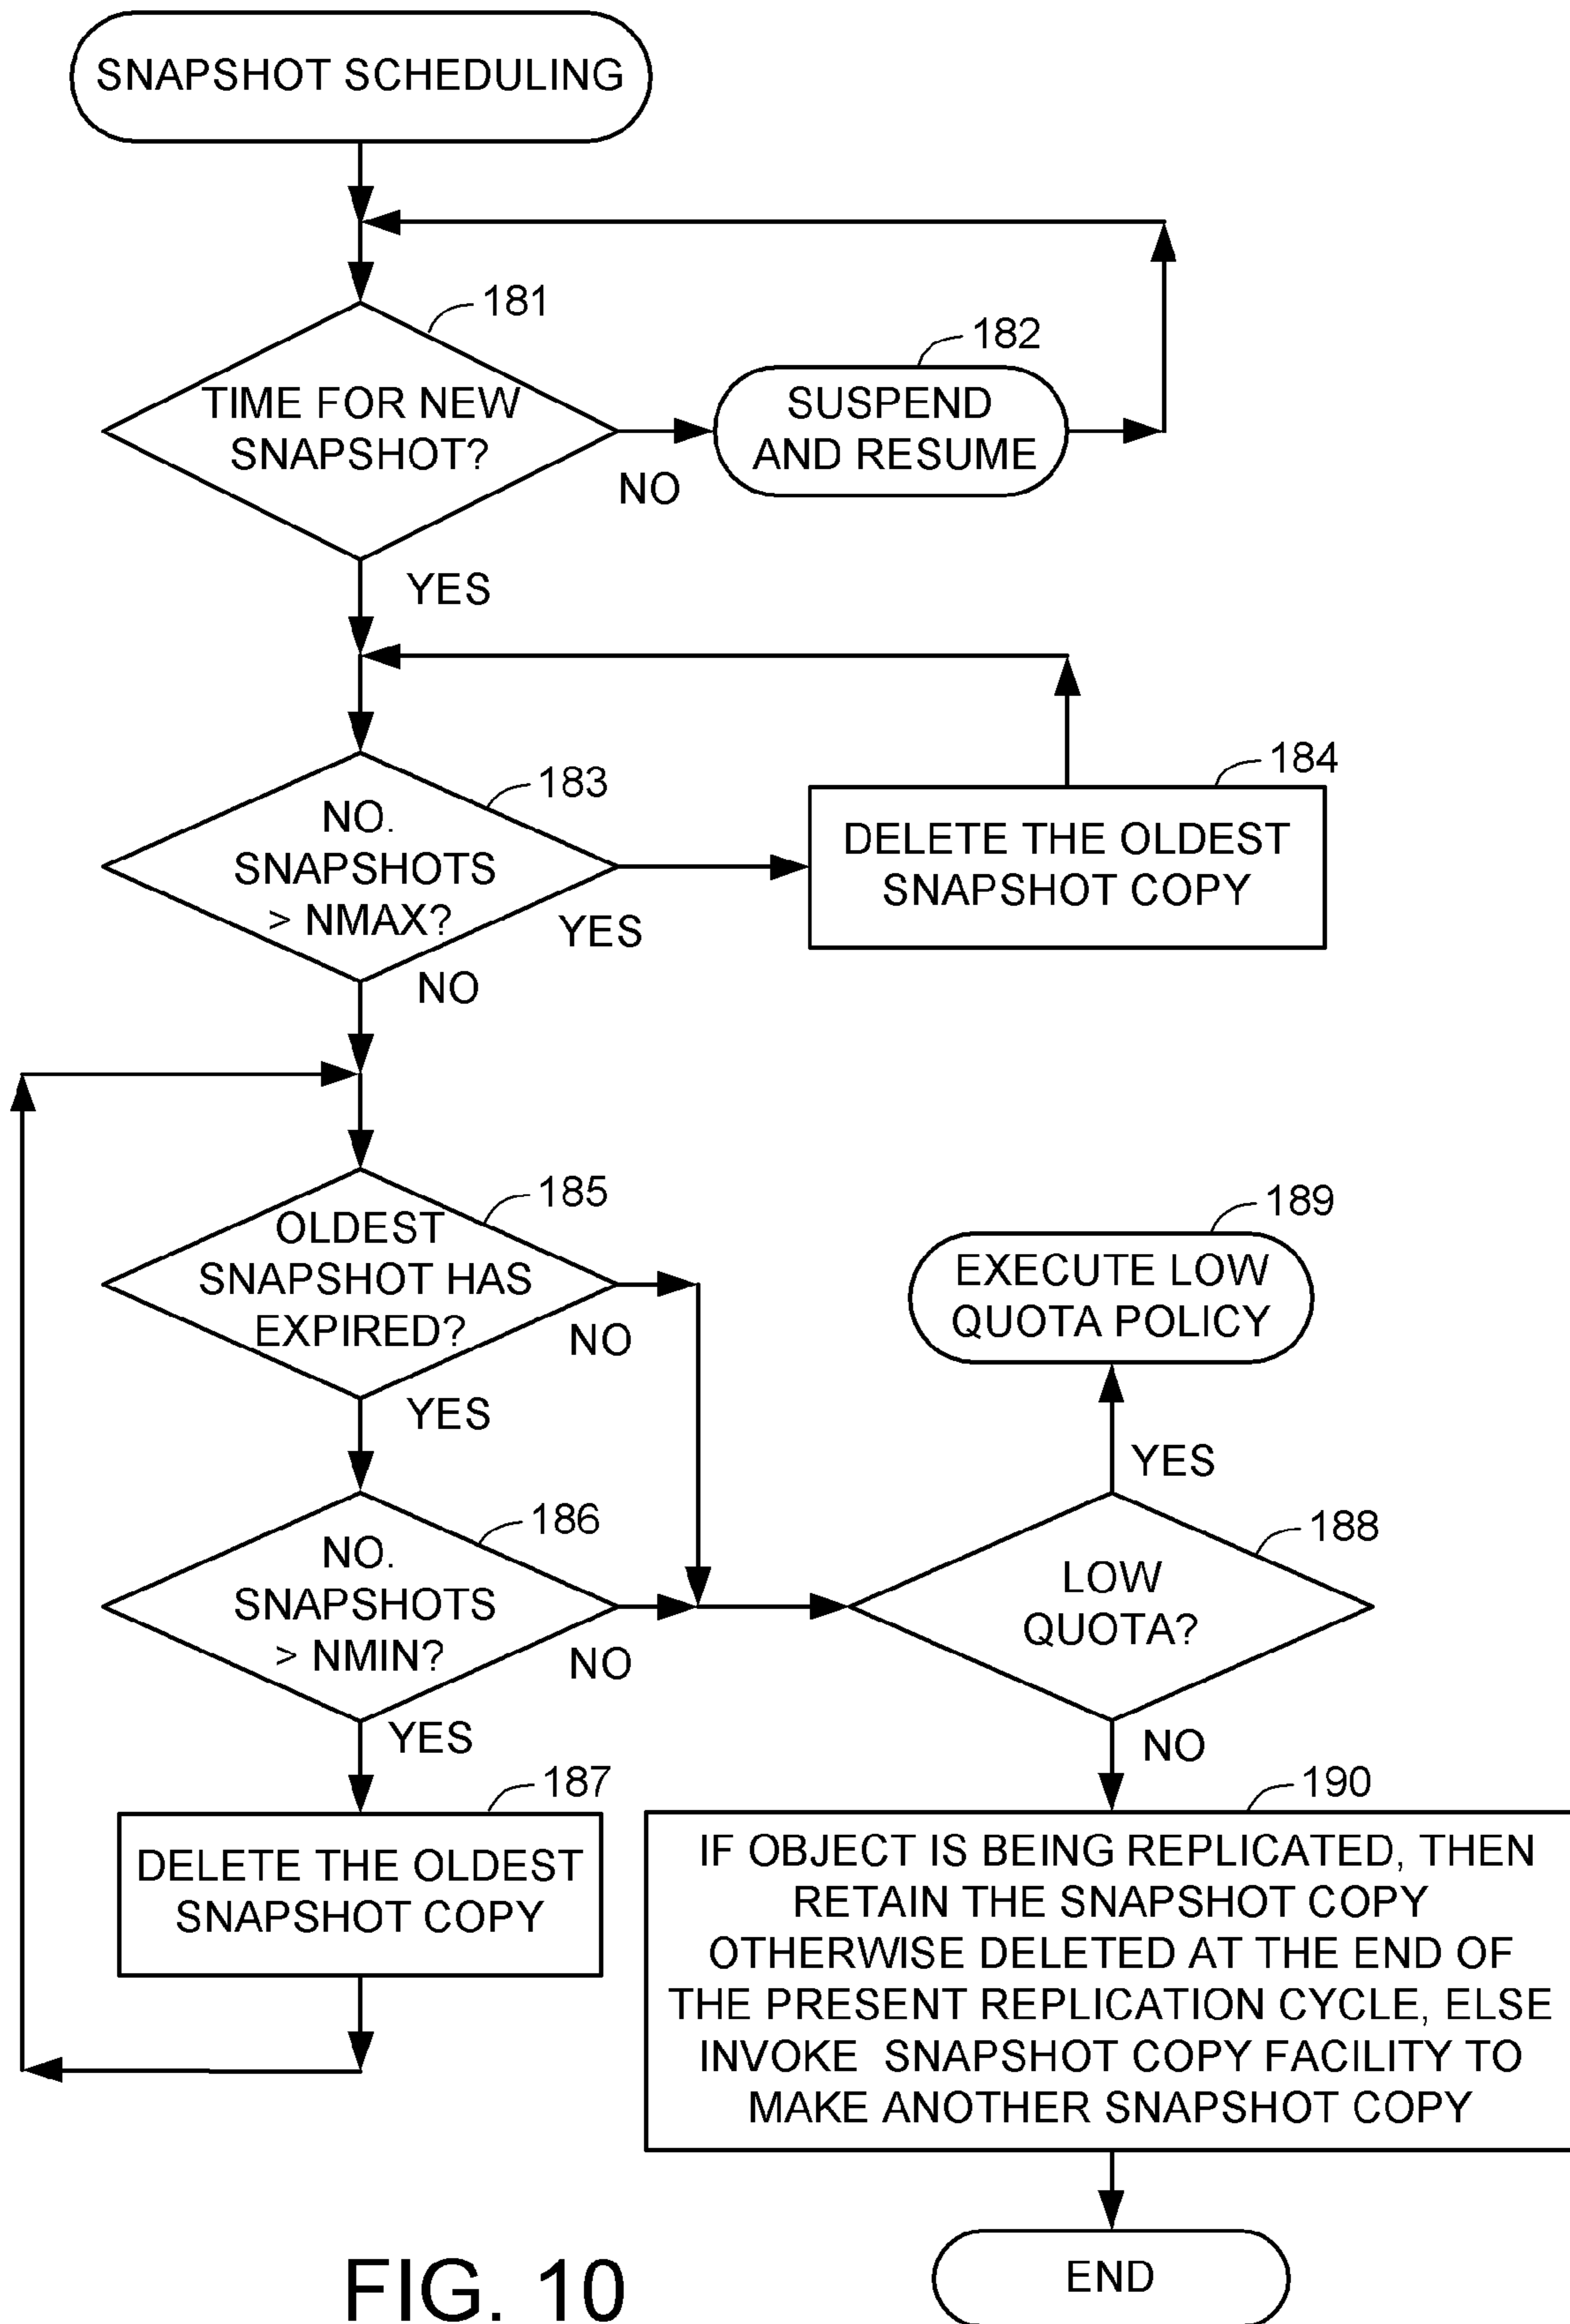 SNAPSHOT SCHEDULING
181
TIME FOR NEW
SNAPSHOT?
NO
182
SUSPEND
AND RESUME
YES
183
NO.
SNAPSHOTS
> NMAX?
YES
NO
184
DELETE THE OLDEST
SNAPSHOT COPY
185
OLDEST
SNAPSHOT HAS
EXPIRED?
NO
YES
189
EXECUTE LOW
QUOTA POLICY
YES
186
NO.
SNAPSHOTS
> NMIN?
NO
YES
188
LOW
QUOTA?
NO
187
DELETE THE OLDEST
SNAPSHOT COPY
190
IF OBJECT IS BEING REPLICATED, THEN
RETAIN THE SNAPSHOT COPY
OTHERWISE DELETED AT THE END OF
THE PRESENT REPLICATION CYCLE, ELSE
INVOKE SNAPSHOT COPY FACILITY TO
MAKE ANOTHER SNAPSHOT COPY
END
FIG. 10